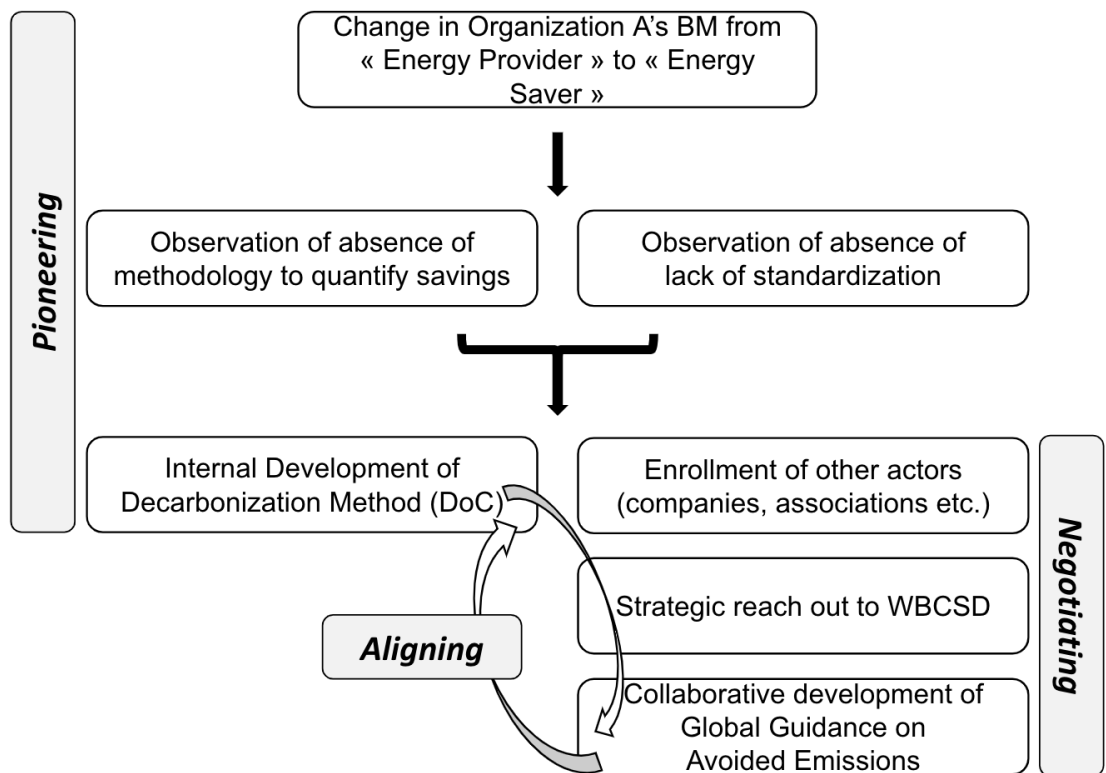 Change in Organization A's BM from
« Energy Provider » to « Energy
Saver »
Pioneering
Observation of absence of
methodology to quantify savings
Observation of absence of
lack of standardization
Internal Development of
Decarbonization Method (DoC)
Enrollment of other actors
(companies, associations etc.)
Negotiating
Strategic reach out to WBCSD
Aligning
Collaborative development of
Global Guidance on
Avoided Emissions